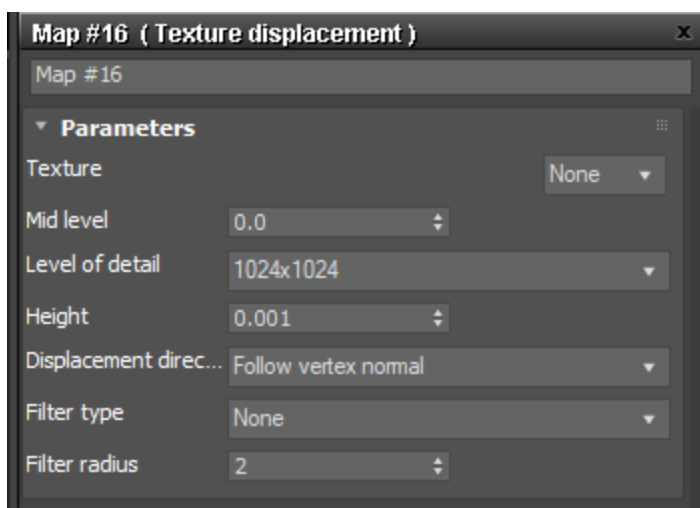 Map #16 ( Texture displacement )
x
Map #16
Parameters
Texture None
Mid level 0.0
Level of detail 1024x1024
Height 0.001
Displacement direc... Follow vertex normal
Filter type None
Filter radius 2